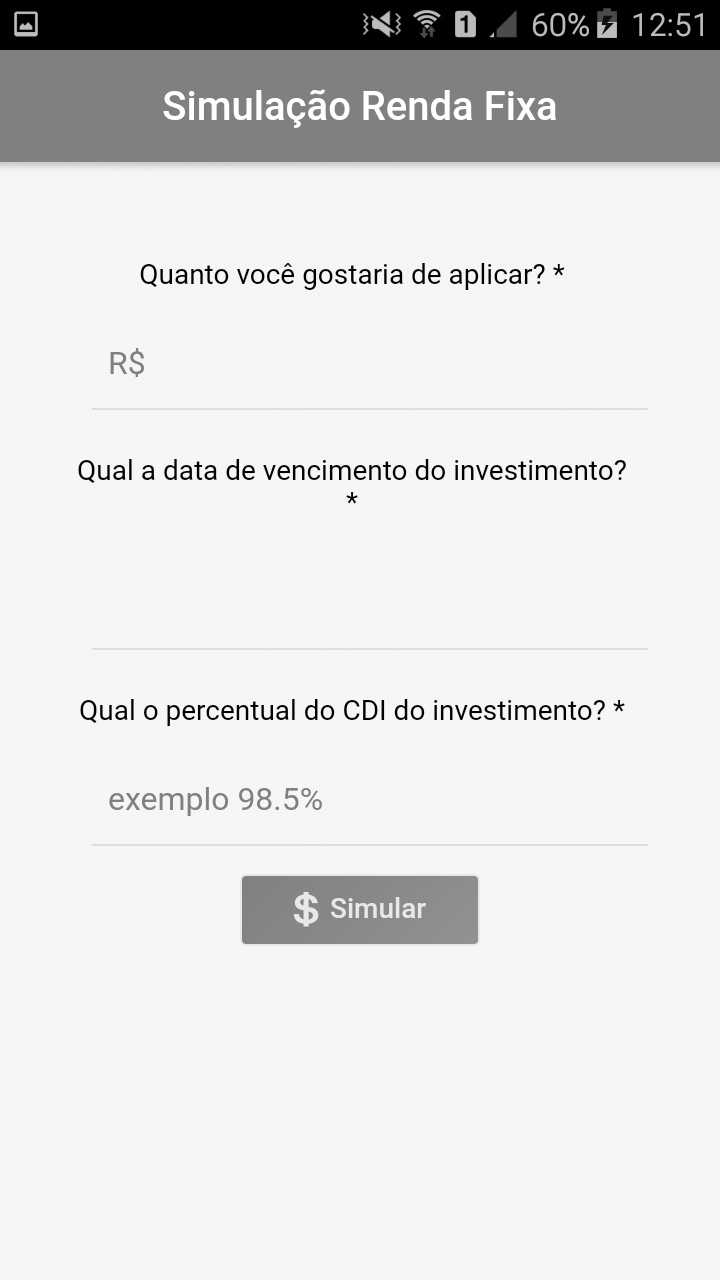 60% 12:51
Simulação Renda Fixa
Quanto você gostaria de aplicar? *
R$
Qual a data de vencimento do investimento?
*
Qual o percentual do CDI do investimento? *
exemplo 98.5%
$ Simular